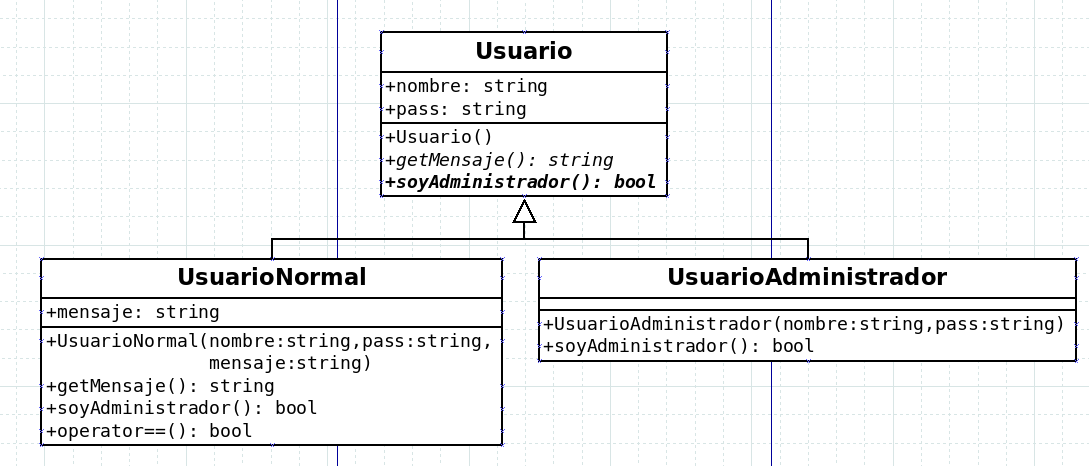 Usuario
+nombre: string
+pass: string
+Usuario()
+getMensaje(): string
+soyAdministrador(): bool
UsuarioNormal
+mensaje: string
+UsuarioNormal(nombre:string,pass:string,
mensaje:string)
+getMensaje(): string
+soyAdministrador(): bool
+operator==(): bool
UsuarioAdministrador
+UsuarioAdministrador(nombre:string,pass:string)
+soyAdministrador(): bool